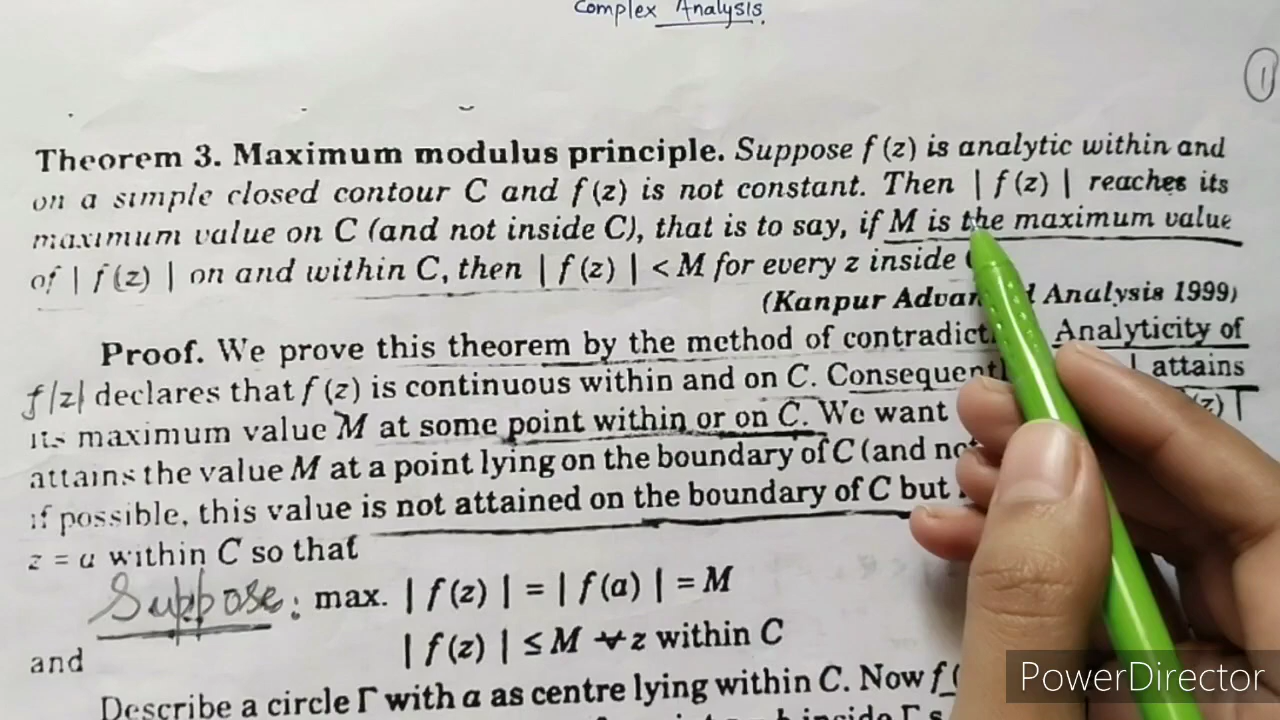 Complex Analysis.
1
Theorem 3. Maximum modulus principle. Suppose f (z) is analytic within and
on a simple closed contour C and f (z) is not constant. Then | f (z) | reaches its
maximum value on C (and not inside C), that is to say, if M is the maximum value
of | f (z) | on and within C, then | f (z) | < M for every z inside
(Kanpur Analysis 1999)
Proof. We prove this theorem by the method of Analyticity of
f|z| declares that f (z) is continuous within and on C. attains
its maximum value M at some point within or on C. We want (z) |
attains the value M at a point lying on the boundary of C (and
if possible, this value is not attained on the boundary of C but
z = a within C so that
Suppose: max. | f (z) | = | f (a) | = M
and | f (z) | ≤ M ∀ z within C
Describe a circle Γ with a as centre lying within C. Now
inside Γ
PowerDirector